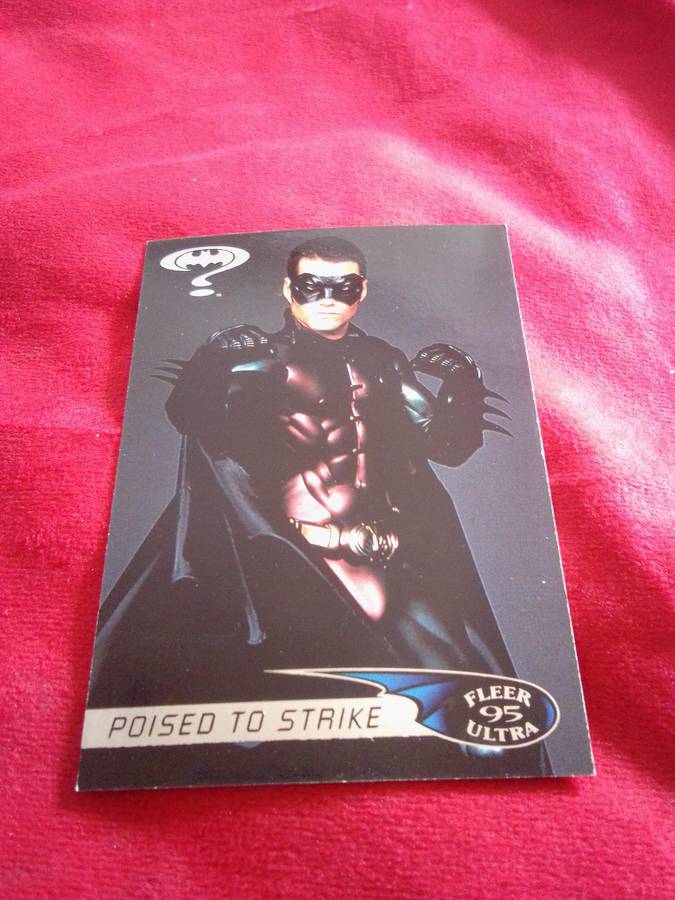 POISED TO STRIKE
FLEER
95
ULTRA